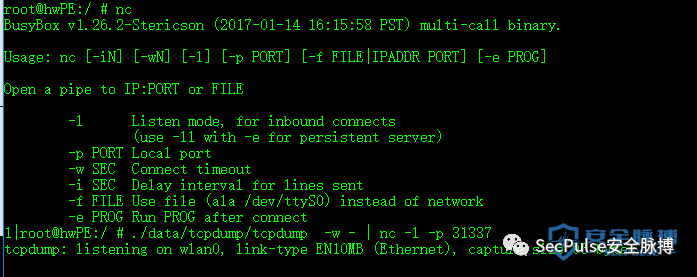 root@hwPE:/ # nc
BusyBox v1.26.2-Stericson (2017-01-14 16:15:58 PST) multi-call binary.
Usage: nc [-iN] [-wN] [-l] [-p PORT] [-f FILE|IPADDR PORT] [-e PROG]
Open a pipe to IP:PORT or FILE
-l Listen mode, for inbound connects
(use -ll with -e for persistent server)
-p PORT Local port
-w SEC Connect timeout
-i SEC Delay interval for lines sent
-f FILE Use file (ala /dev/ttyS0) instead of network
-e PROG Run PROG after connect
1|root@hwPE:/ # ./data/tcpdump/tcpdump -w - | nc -l -p 31337
tcpdump: listening on wlan0, link-type EN10MB (Ethernet),
安全脉搏
SecPulse安全脉搏